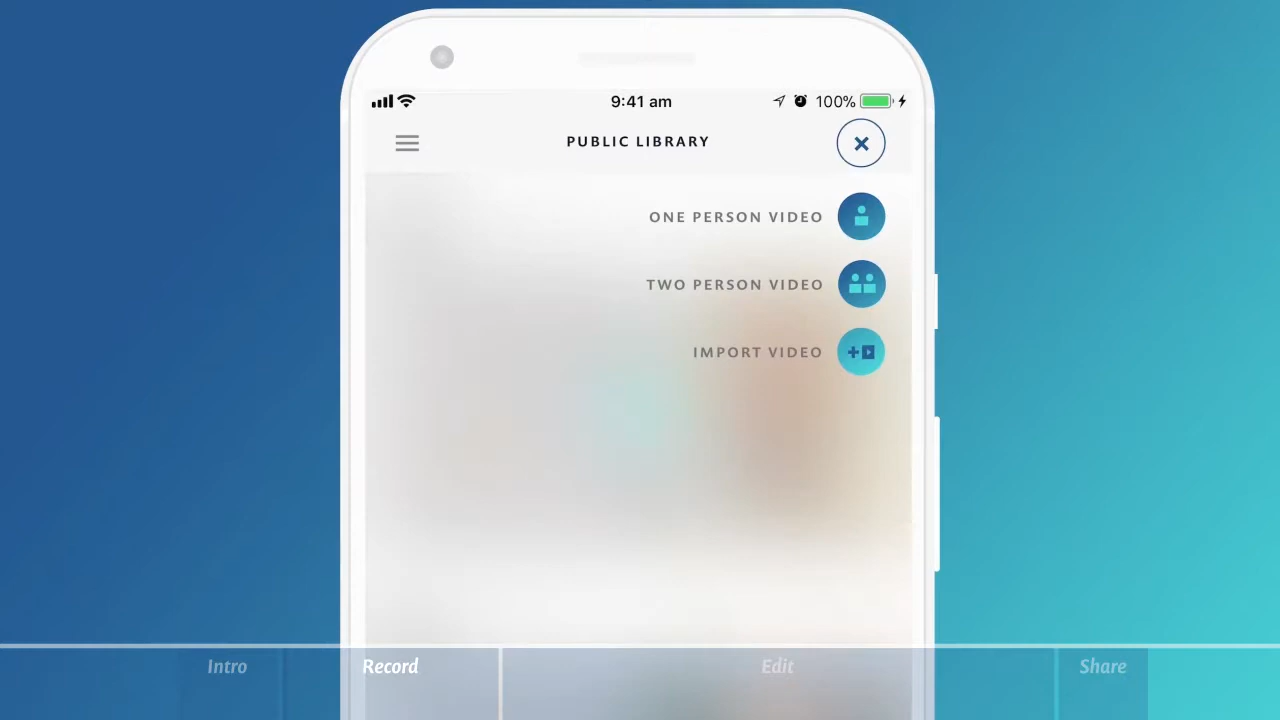 9:41 am 100%
PUBLIC LIBRARY
ONE PERSON VIDEO
TWO PERSON VIDEO
IMPORT VIDEO
Intro Record Edit Share